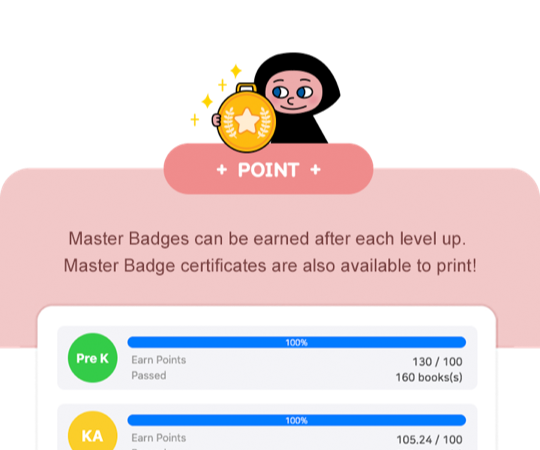 + POINT +
Master Badges can be earned after each level up.
Master Badge certificates are also available to print!
100%
Pre K
Earn Points 130 / 100
Passed 160 books(s)
100%
KA
Earn Points 105.24 / 100